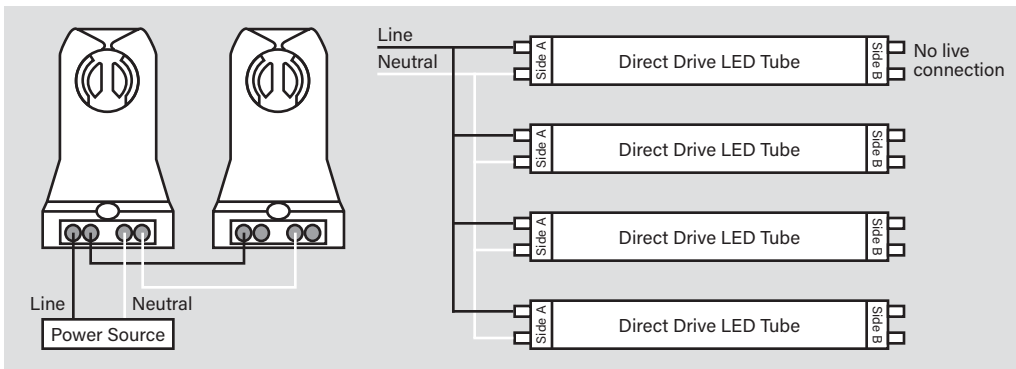 Line
Neutral
Power Source
Line
Neutral
Side A
Direct Drive LED Tube
Side B
No live
connection
Side A
Direct Drive LED Tube
Side B
Side A
Direct Drive LED Tube
Side B
Side A
Direct Drive LED Tube
Side B